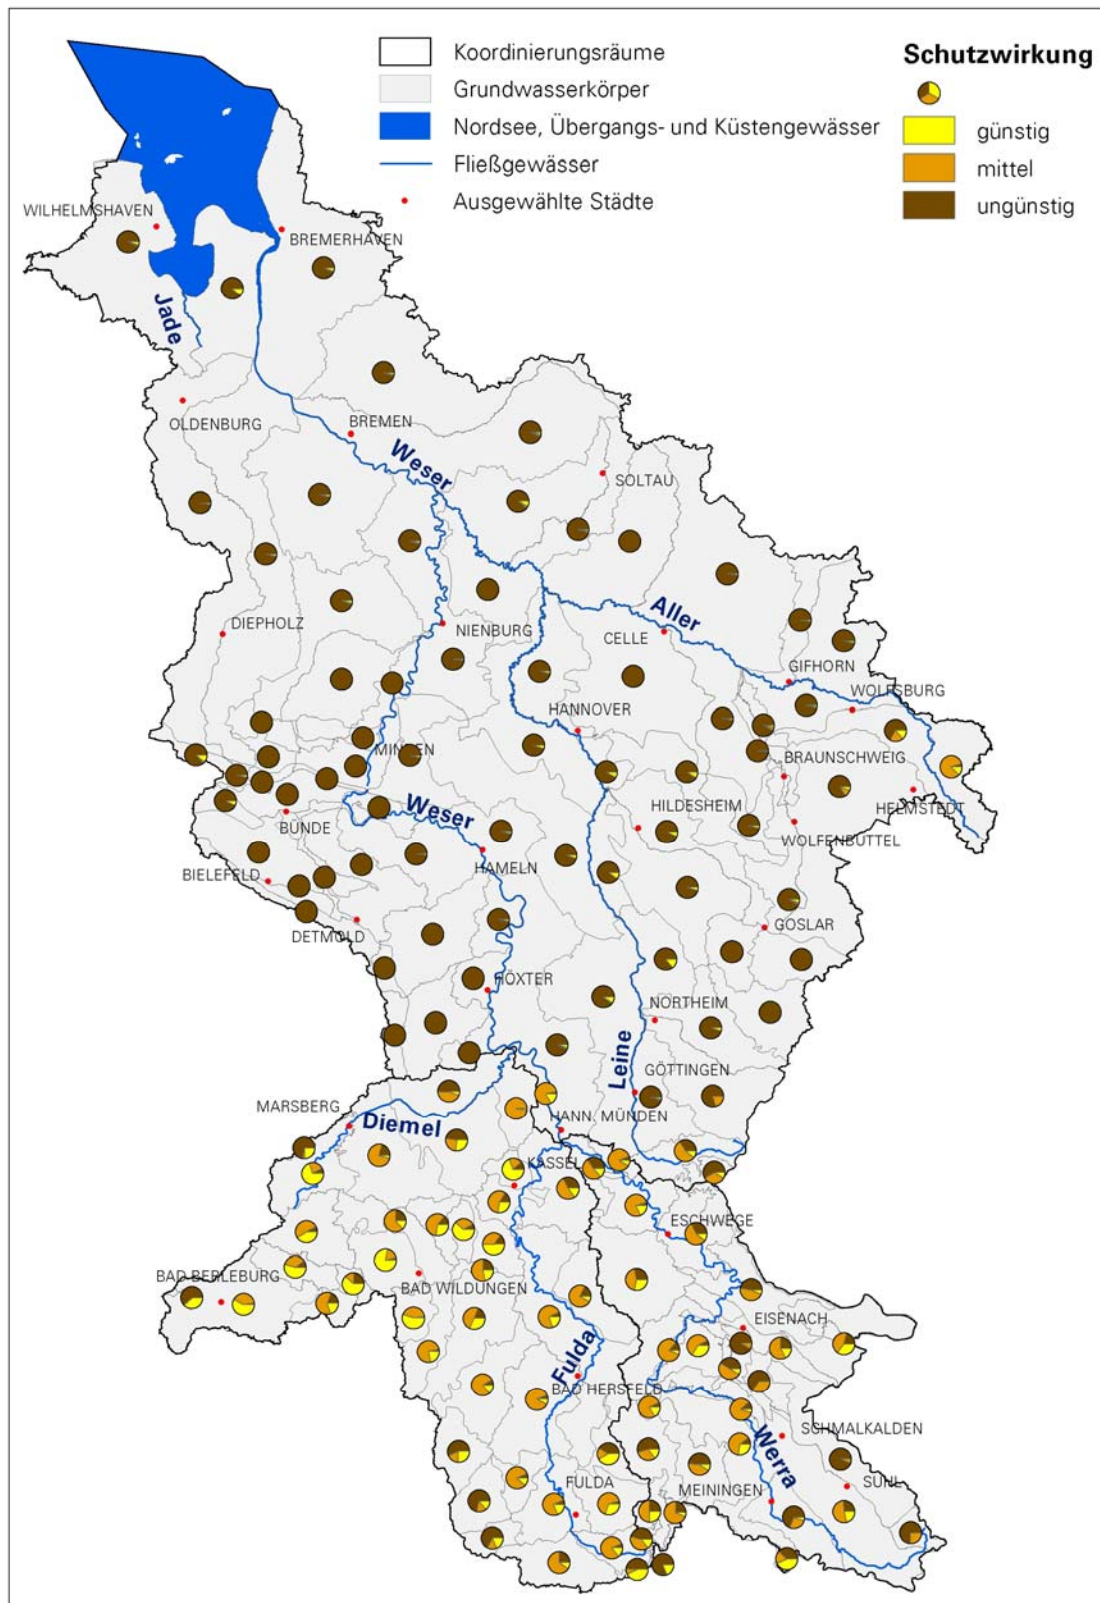 Koordinierungsräume
Grundwasserkörper
Nordsee, Übergangs- und Küstengewässer
Fließgewässer
Ausgewählte Städte
Schutzwirkung
günstig
mittel
ungünstig
WILHELMSHAVEN
BREMERHAVEN
Jade
OLDENBURG
BREMEN
Weser
SOLTAU
DIEPHOLZ
NIENBURG
CELLE
Aller
GIFHORN
WOLFSBURG
HANNOVER
MINDEN
BRAUNSCHWEIG
HELMSTEDT
Weser
HILDESHEIM
BÜNDE
WOLFENBÜTTEL
HAMELN
BIELEFELD
DETMOLD
GOSLAR
HÖXTER
NORTHEIM
Leine
GÖTTINGEN
MARSBERG
Diemel
HANN. MÜNDEN
KASSEL
ESCHWEGE
BAD BERLEBURG
BAD WILDUNGEN
EISENACH
Fulda
BAD HERSFELD
SCHMALKALDEN
Werra
FULDA
MEININGEN
SUHL